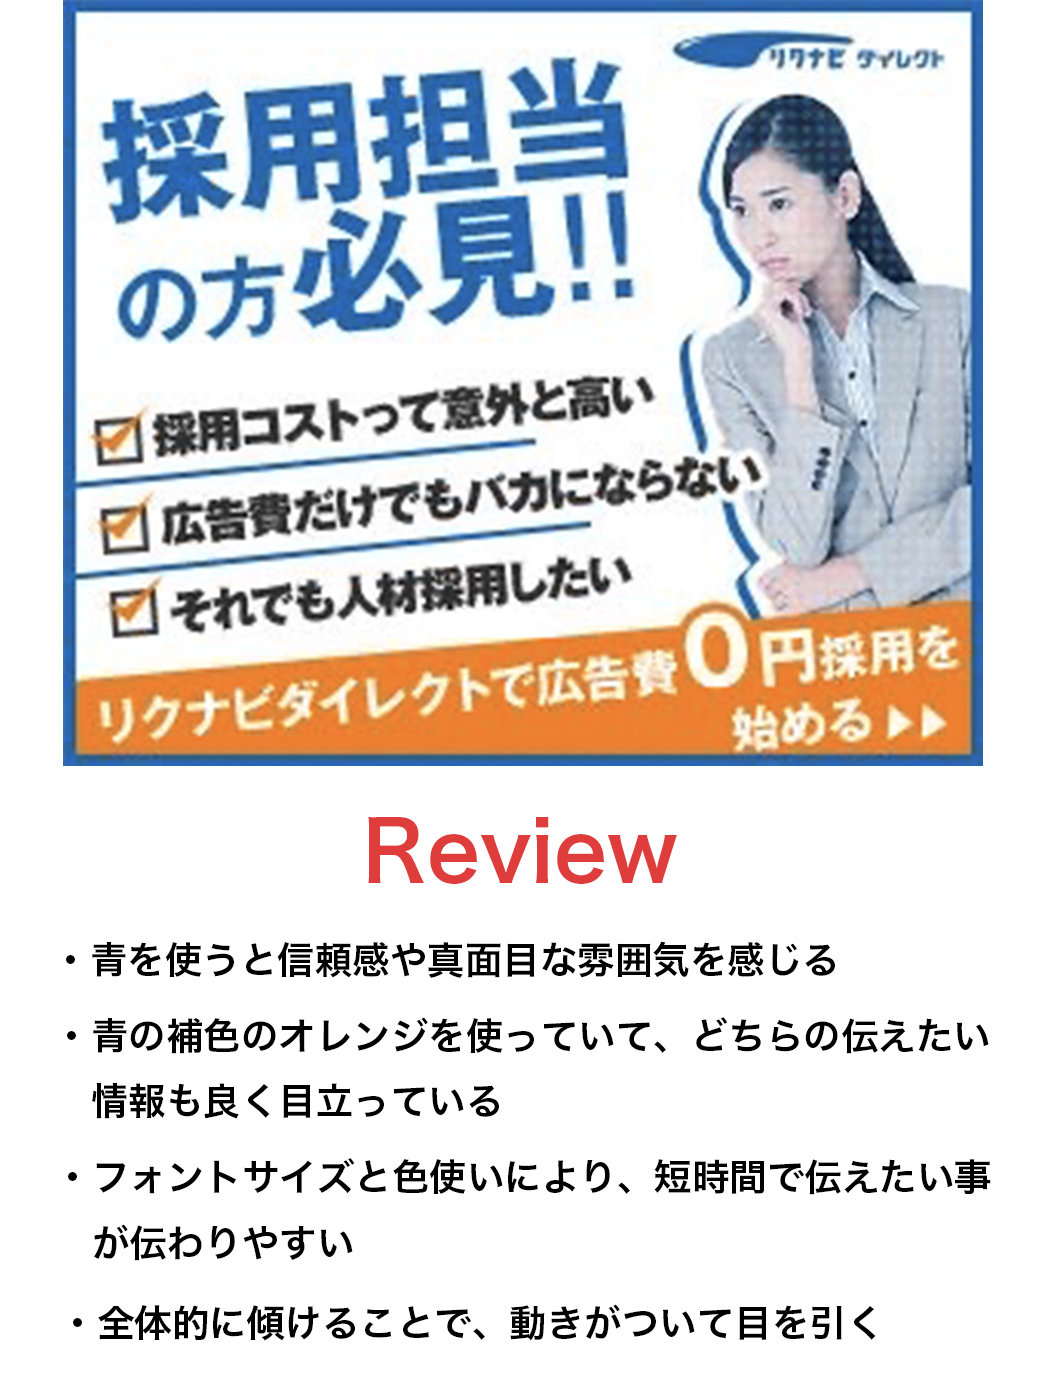 リクナビ ダイレクト
採用担当
の方必見!!
採用コストって意外と高い
広告費だけでもバカにならない
それでも人材採用したい
リクナビダイレクトで広告費0円採用を
始める▶▶
Review
・青を使うと信頼感や真面目な雰囲気を感じる
・青の補色のオレンジを使っていて、どちらの伝えたい
情報も良く目立っている
・フォントサイズと色使いにより、短時間で伝えたい事
が伝わりやすい
・全体的に傾けることで、動きがついて目を引く